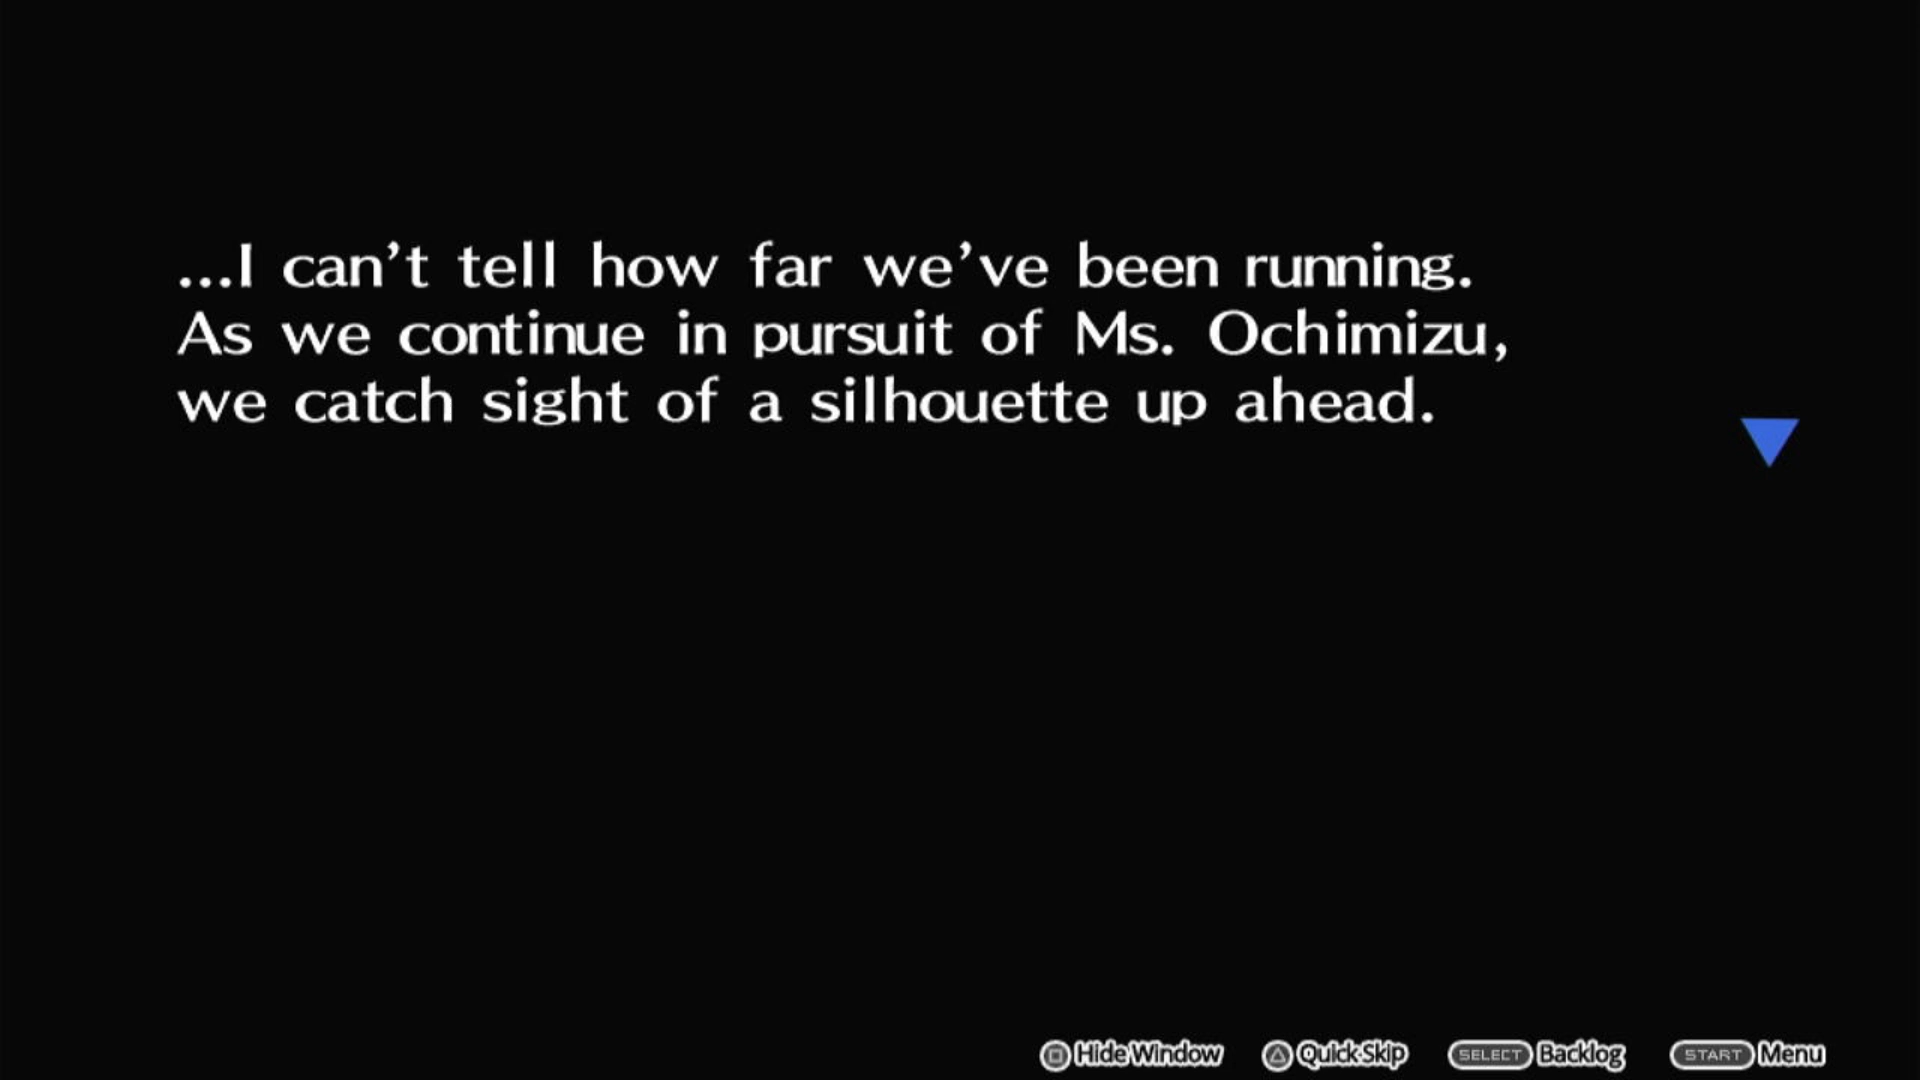 ...I can't tell how far we've been running.
As we continue in pursuit of Ms. Ochimizu,
we catch sight of a silhouette up ahead.
Hide Window Quick Skip SELECT Backlog START Menu